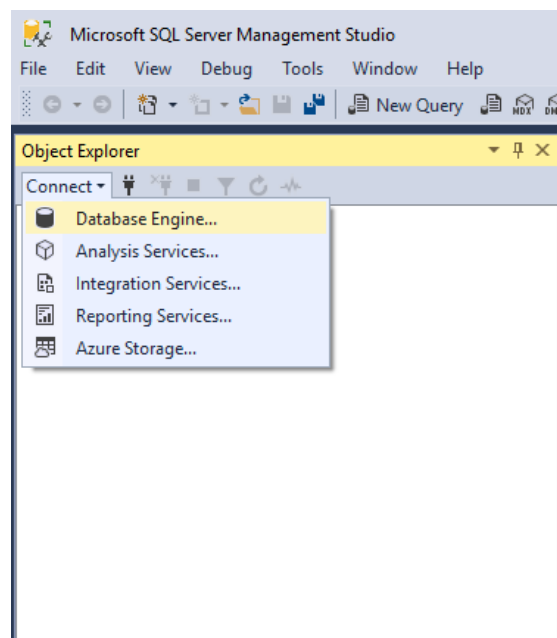 Microsoft SQL Server Management Studio
File Edit View Debug Tools Window Help
New Query MDX
Object Explorer
Connect
Database Engine...
Analysis Services...
Integration Services...
Reporting Services...
Azure Storage...